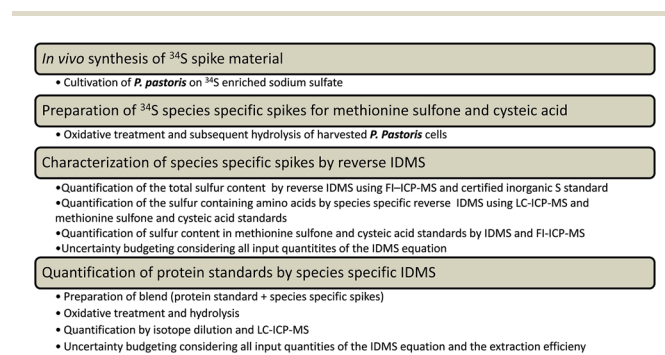 In vivo synthesis of ³⁴S spike material
• Cultivation of P. pastoris on ³⁴S enriched sodium sulfate
Preparation of ³⁴S species specific spikes for methionine sulfone and cysteic acid
• Oxidative treatment and subsequent hydrolysis of harvested P. Pastoris cells
Characterization of species specific spikes by reverse IDMS
•Quantification of the total sulfur content by reverse IDMS using FI–ICP-MS and certified inorganic S standard
•Quantification of the sulfur containing amino acids by species specific reverse IDMS using LC-ICP-MS and
methionine sulfone and cysteic acid standards
•Quantification of sulfur content in methionine sulfone and cysteic acid standards by IDMS and FI-ICP-MS
•Uncertainty budgeting considering all input quantitites of the IDMS equation
Quantification of protein standards by species specific IDMS
• Preparation of blend (protein standard + species specific spikes)
• Oxidative treatment and hydrolysis
• Quantification by isotope dilution and LC-ICP-MS
• Uncertainty budgeting considering all input quantities of the IDMS equation and the extraction efficieny